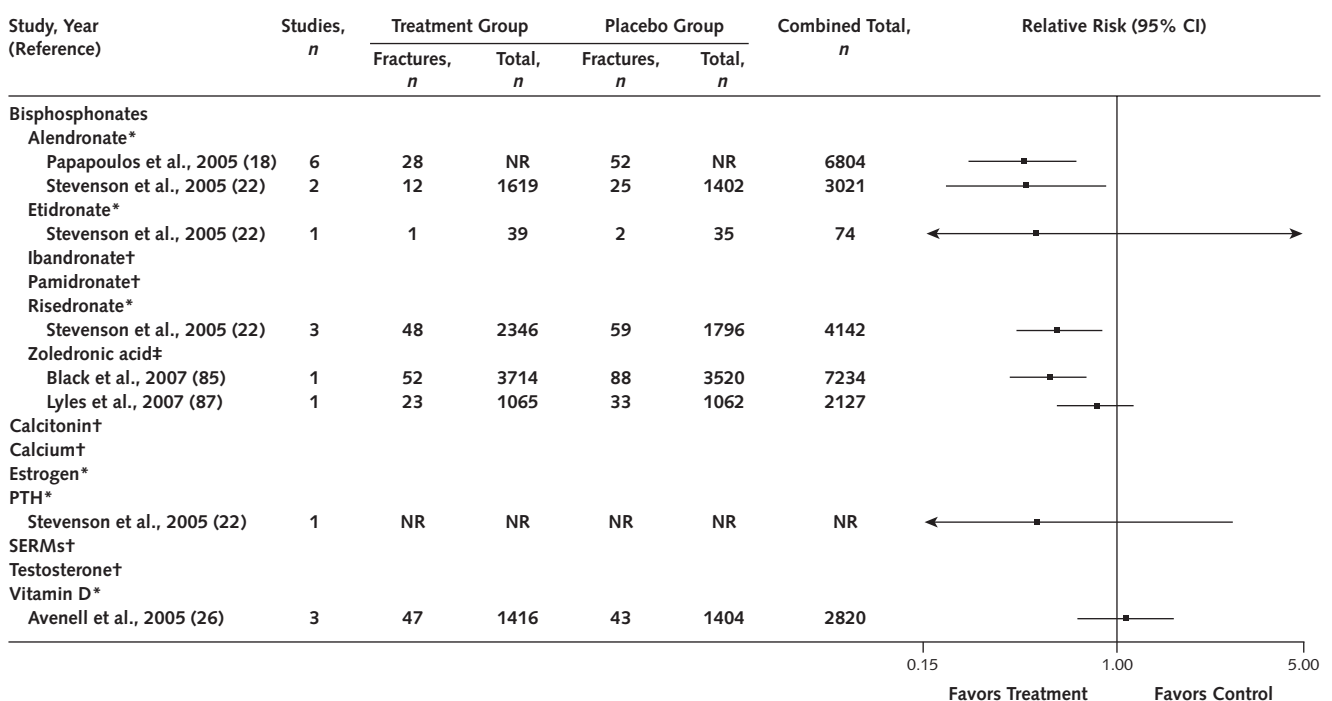 Study, Year (Reference) Studies, n Treatment Group Placebo Group Combined Total, n Relative Risk (95% CI)
Fractures, n Total, n Fractures, n Total, n
Bisphosphonates
Alendronate*
Papapoulos et al., 2005 (18) 6 28 NR 52 NR 6804
Stevenson et al., 2005 (22) 2 12 1619 25 1402 3021
Etidronate*
Stevenson et al., 2005 (22) 1 1 39 2 35 74
Ibandronate†
Pamidronate†
Risedronate*
Stevenson et al., 2005 (22) 3 48 2346 59 1796 4142
Zoledronic acid‡
Black et al., 2007 (85) 1 52 3714 88 3520 7234
Lyles et al., 2007 (87) 1 23 1065 33 1062 2127
Calcitonin†
Calcium†
Estrogen*
PTH*
Stevenson et al., 2005 (22) 1 NR NR NR NR NR
SERMs†
Testosterone†
Vitamin D*
Avenell et al., 2005 (26) 3 47 1416 43 1404 2820
0.15 1.00 5.00
Favors Treatment Favors Control